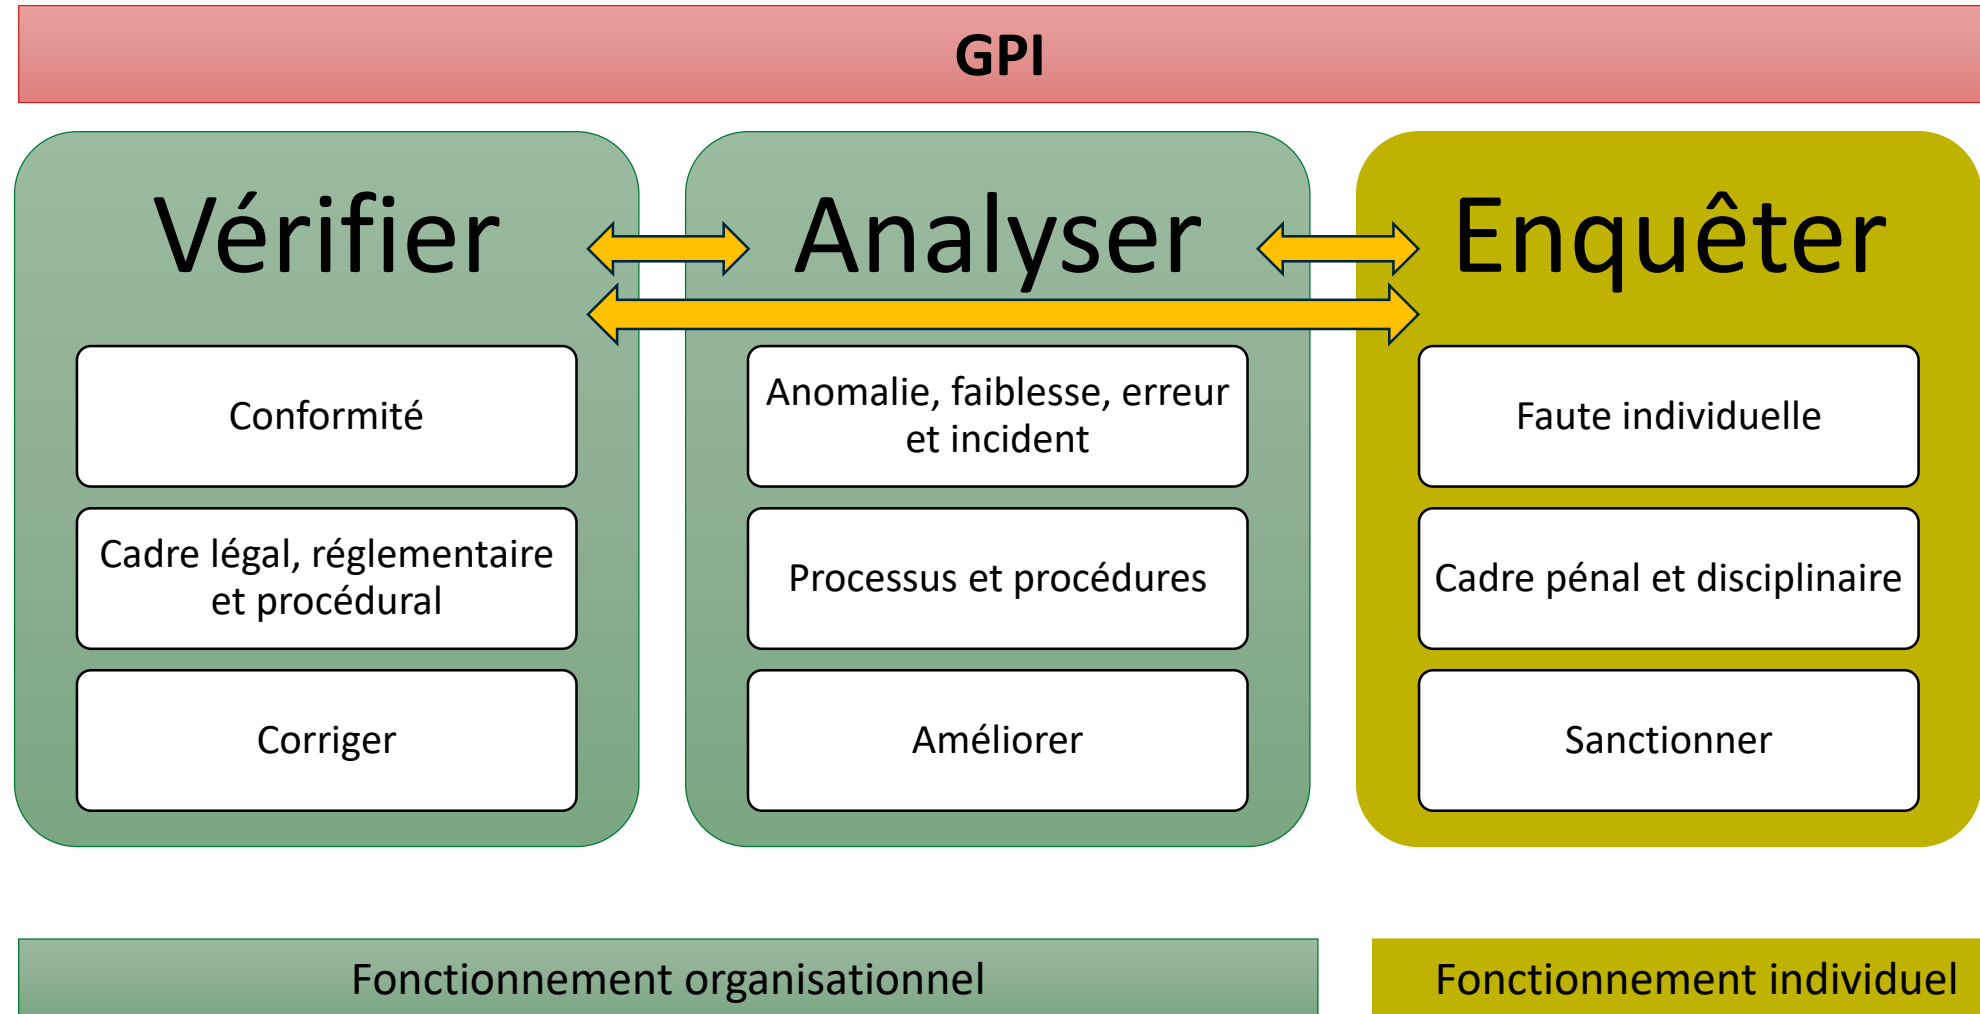 GPI
Vérifier
Conformité
Cadre légal, réglementaire
et procédural
Corriger
Analyser
Anomalie, faiblesse, erreur
et incident
Processus et procédures
Améliorer
Enquêter
Faute individuelle
Cadre pénal et disciplinaire
Sanctionner
Fonctionnement organisationnel
Fonctionnement individuel